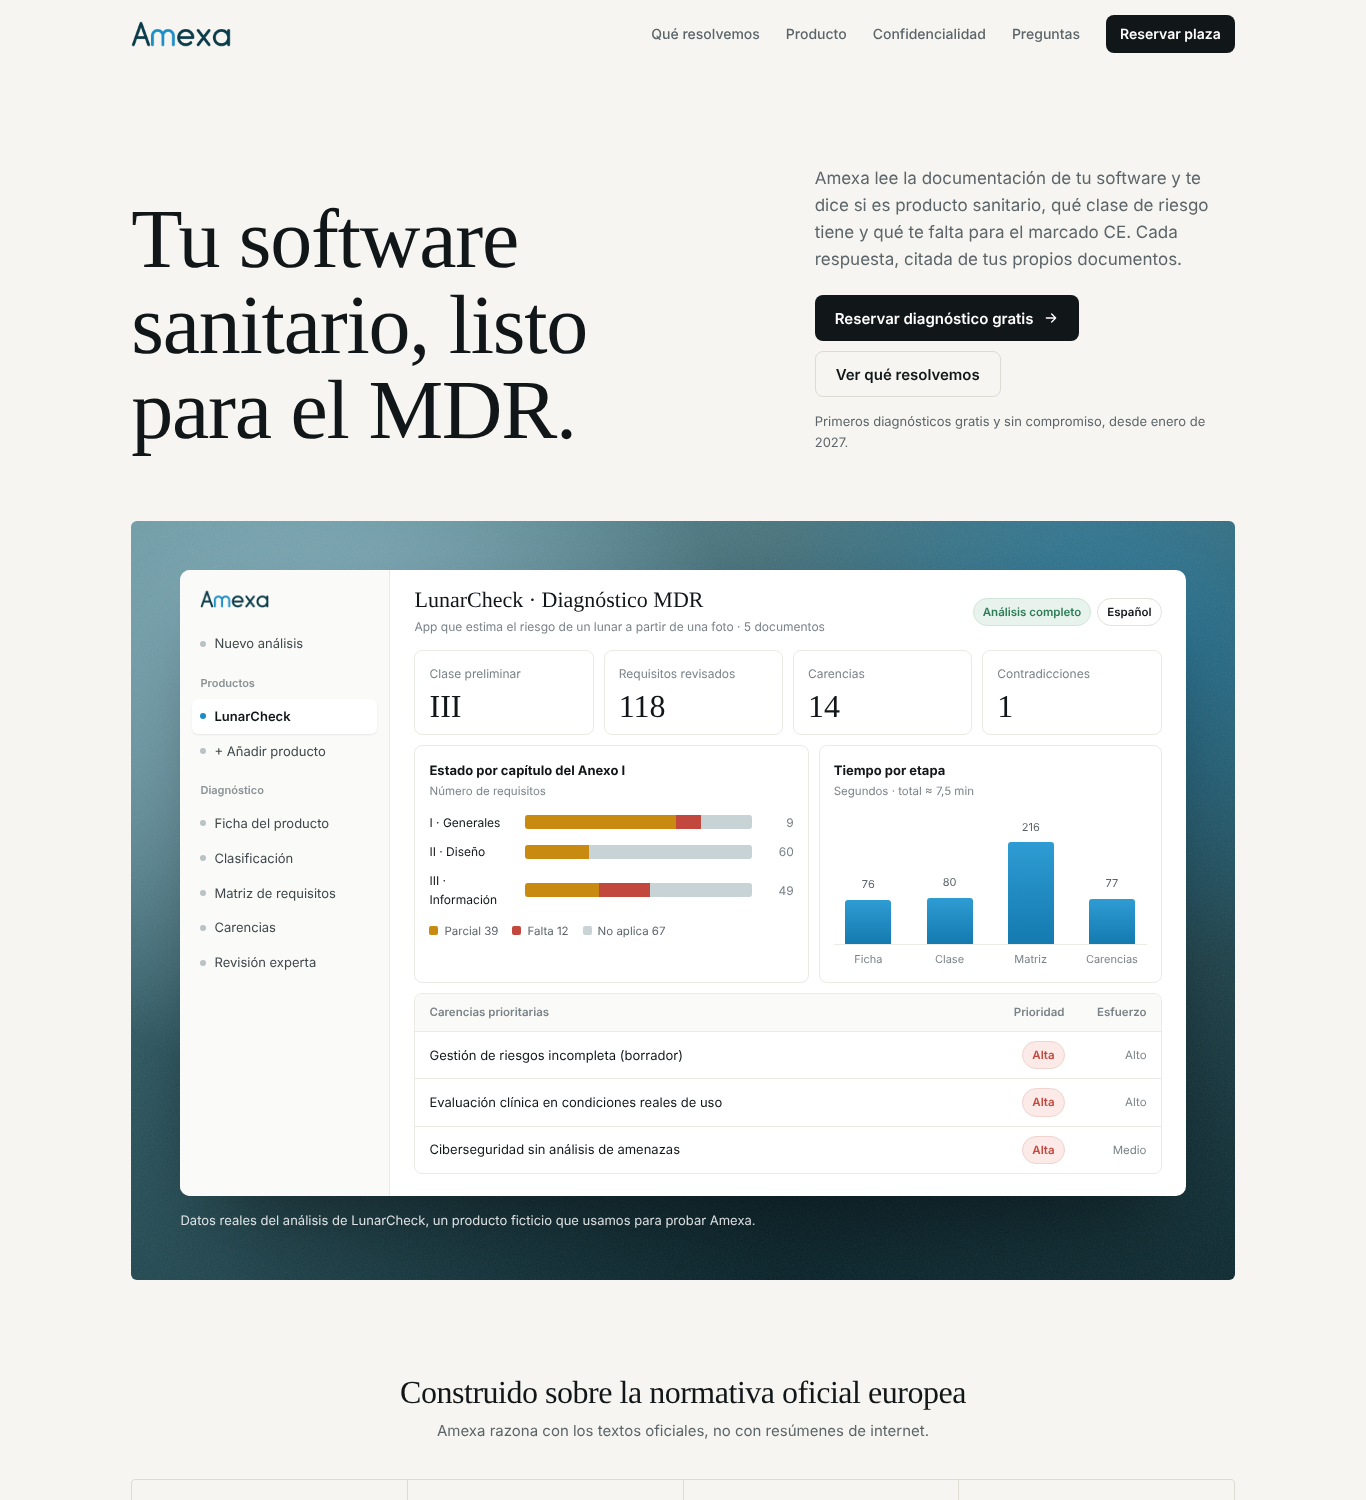 Amexa
Qué resolvemos
Producto
Confidencialidad
Preguntas
Reservar plaza
Tu software
sanitario, listo
para el MDR.
Amexa lee la documentación de tu software y te
dice si es producto sanitario, qué clase de riesgo
tiene y qué te falta para el marcado CE. Cada
respuesta, citada de tus propios documentos.
Reservar diagnóstico gratis →
Ver qué resolvemos
Primeros diagnósticos gratis y sin compromiso, desde enero de
2027.
Amexa
Nuevo análisis
Productos
LunarCheck
+ Añadir producto
Diagnóstico
Ficha del producto
Clasificación
Matriz de requisitos
Carencias
Revisión experta
LunarCheck · Diagnóstico MDR
App que estima el riesgo de un lunar a partir de una foto · 5 documentos
Análisis completo
Español
Clase preliminar
III
Requisitos revisados
118
Carencias
14
Contradicciones
1
Estado por capítulo del Anexo I
Número de requisitos
I · Generales 9
II · Diseño 60
III ·
Información 49
Parcial 39 Falta 12 No aplica 67
Tiempo por etapa
Segundos · total ≈ 7,5 min
76 80 216 77
Ficha Clase Matriz Carencias
Carencias prioritarias Prioridad Esfuerzo
Gestión de riesgos incompleta (borrador) Alta Alto
Evaluación clínica en condiciones reales de uso Alta Alto
Ciberseguridad sin análisis de amenazas Alta Medio
Datos reales del análisis de LunarCheck, un producto ficticio que usamos para probar Amexa.
Construido sobre la normativa oficial europea
Amexa razona con los textos oficiales, no con resúmenes de internet.